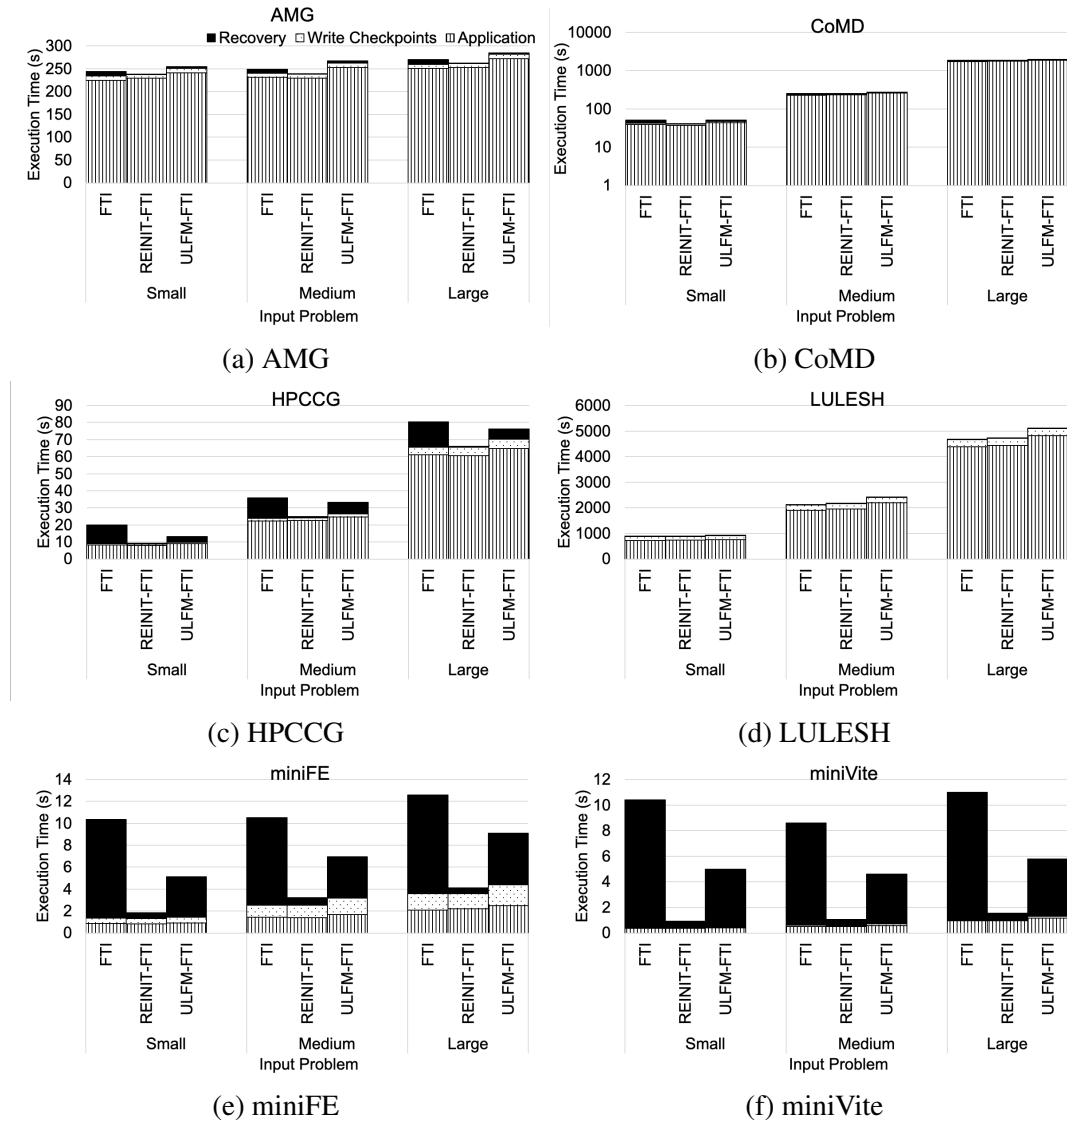 AMG
Recovery Write Checkpoints Application
Execution Time (s)
300
250
200
150
100
50
0
FTI
REINIT-FTI
ULFM-FTI
FTI
REINIT-FTI
ULFM-FTI
FTI
REINIT-FTI
ULFM-FTI
Small Medium Large
Input Problem
(a) AMG
CoMD
Execution Time (s)
10000
1000
100
10
1
FTI
REINIT-FTI
ULFM-FTI
FTI
REINIT-FTI
ULFM-FTI
FTI
REINIT-FTI
ULFM-FTI
Small Medium Large
Input Problem
(b) CoMD
HPCCG
Execution Time (s)
90
80
70
60
50
40
30
20
10
0
FTI
REINIT-FTI
ULFM-FTI
FTI
REINIT-FTI
ULFM-FTI
FTI
REINIT-FTI
ULFM-FTI
Small Medium Large
Input Problem
(c) HPCCG
LULESH
Execution Time (s)
6000
5000
4000
3000
2000
1000
0
FTI
REINIT-FTI
ULFM-FTI
FTI
REINIT-FTI
ULFM-FTI
FTI
REINIT-FTI
ULFM-FTI
Small Medium Large
Input Problem
(d) LULESH
miniFE
Execution Time (s)
14
12
10
8
6
4
2
0
FTI
REINIT-FTI
ULFM-FTI
FTI
REINIT-FTI
ULFM-FTI
FTI
REINIT-FTI
ULFM-FTI
Small Medium Large
Input Problem
(e) miniFE
miniVite
Execution Time (s)
12
10
8
6
4
2
0
FTI
REINIT-FTI
ULFM-FTI
FTI
REINIT-FTI
ULFM-FTI
FTI
REINIT-FTI
ULFM-FTI
Small Medium Large
Input Problem
(f) miniVite